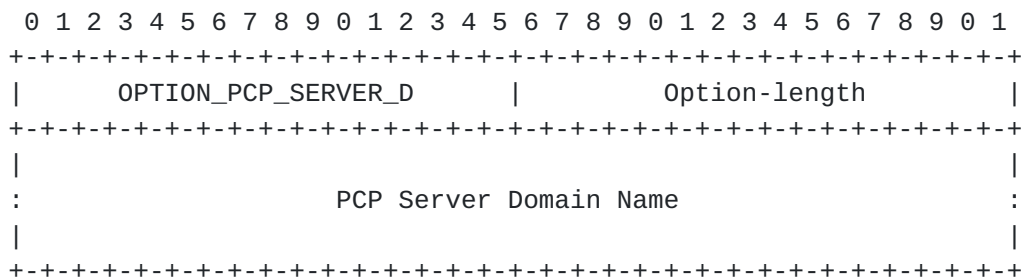 0 1 2 3 4 5 6 7 8 9 0 1 2 3 4 5 6 7 8 9 0 1 2 3 4 5 6 7 8 9 0 1
+-+-+-+-+-+-+-+-+-+-+-+-+-+-+-+-+-+-+-+-+-+-+-+-+-+-+-+-+-+-+-+-+
|      OPTION_PCP_SERVER_D      |         Option-length         |
+-+-+-+-+-+-+-+-+-+-+-+-+-+-+-+-+-+-+-+-+-+-+-+-+-+-+-+-+-+-+-+-+
|                                                               |
:                    PCP Server Domain Name                     :
|                                                               |
+-+-+-+-+-+-+-+-+-+-+-+-+-+-+-+-+-+-+-+-+-+-+-+-+-+-+-+-+-+-+-+-+